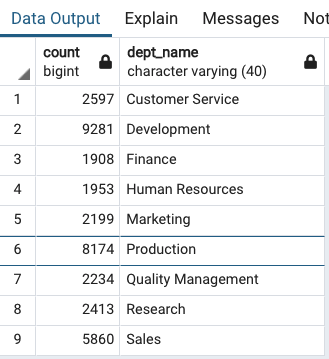 Data Output Explain Messages Not
count dept_name
bigint character varying (40)
1 2597 Customer Service
2 9281 Development
3 1908 Finance
4 1953 Human Resources
5 2199 Marketing
6 8174 Production
7 2234 Quality Management
8 2413 Research
9 5860 Sales